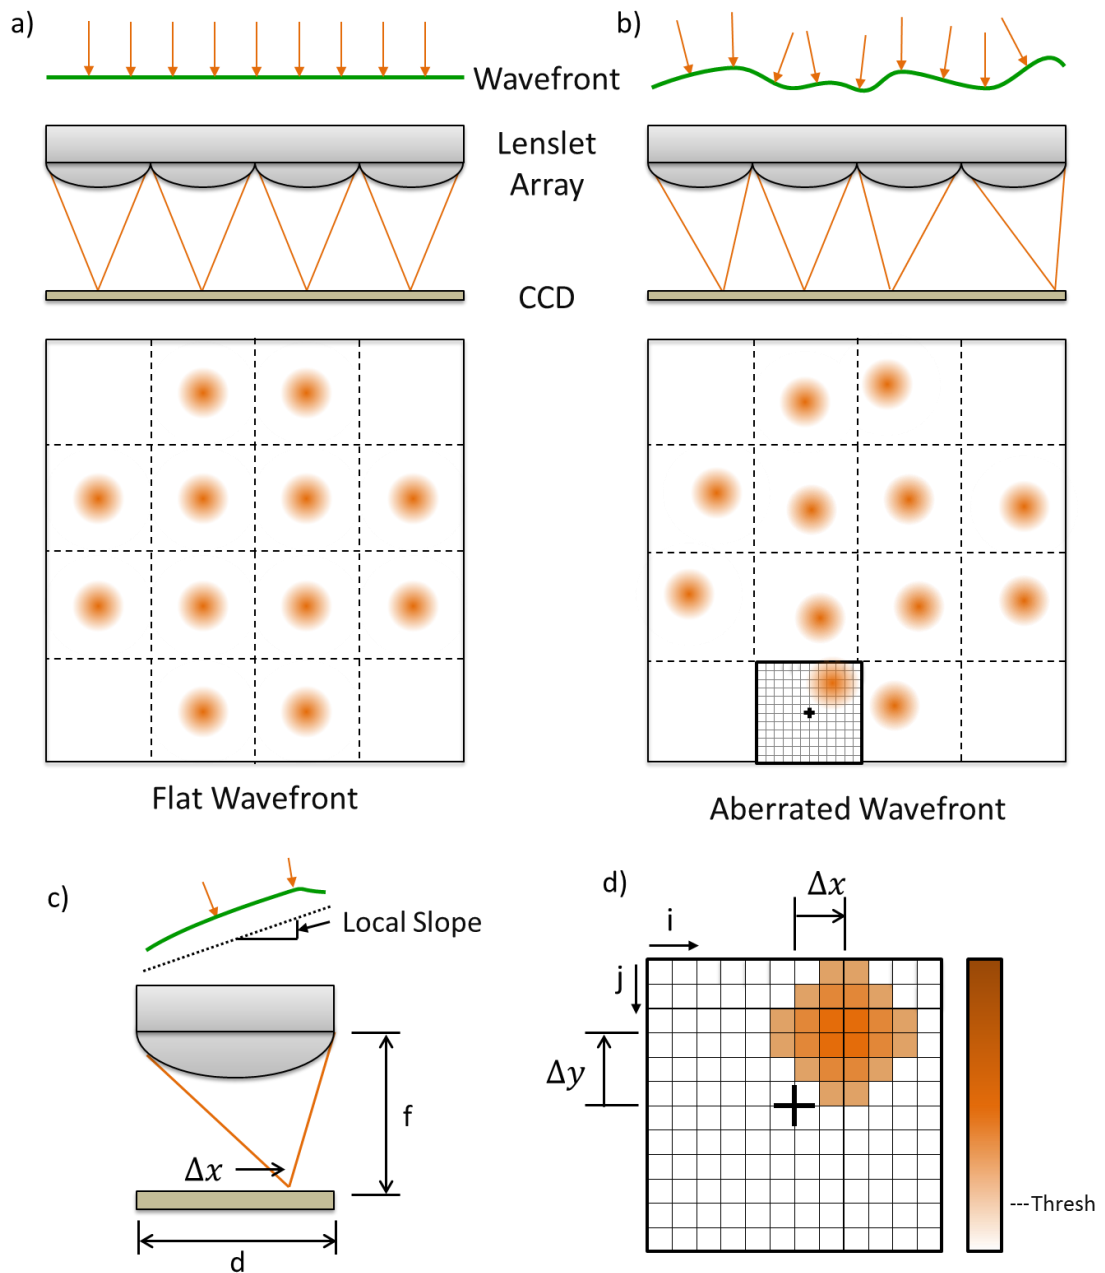 a)
b)
Wavefront
Lenslet
Array
CCD
Flat Wavefront
Aberrated Wavefront
c)
Local Slope
f
Δx
d
d)
Δx
i
j
Δy
---Thresh